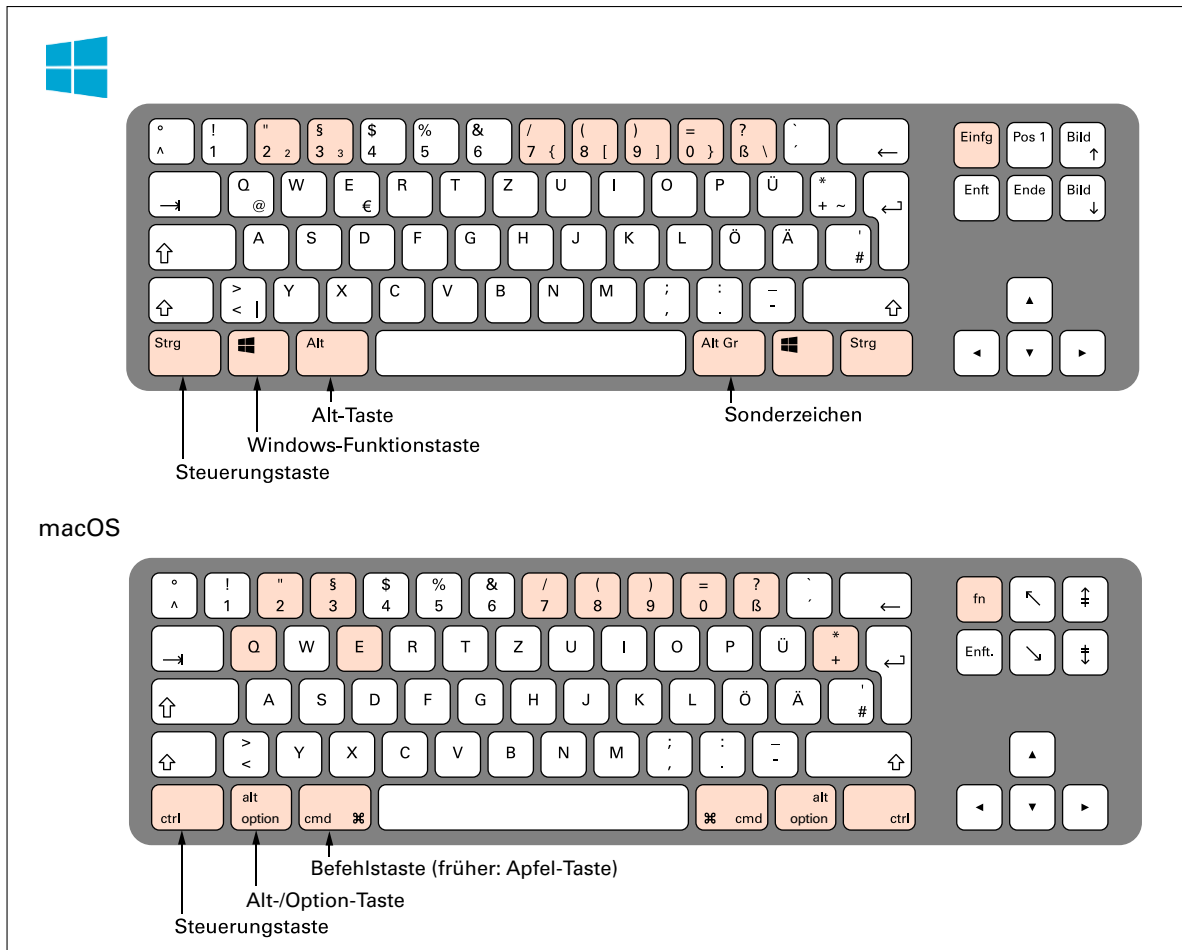 ° ! " § $ % & / ( ) = ? `
^ 1 2 2 3 3 4 5 6 7 { 8 [ 9 ] 0 } ß \ ´ ←
Einfg Pos 1 Bild ↑
Q @ W E € R T Z U I O P Ü * + ~
Enft Ende Bild ↓
A S D F G H J K L Ö Ä ' #
> < | Y X C V B N M ; , : . _ -
Strg Alt Alt Gr Strg
Alt-Taste Sonderzeichen
Windows-Funktionstaste
Steuerungstaste
macOS
° ! " § $ % & / ( ) = ? `
^ 1 2 3 4 5 6 7 8 9 0 ß ´ ←
fn
Q W E R T Z U I O P Ü * +
Enft.
A S D F G H J K L Ö Ä ' #
> < Y X C V B N M ; , : . _ -
ctrl alt option cmd ⌘ ⌘ cmd alt option ctrl
Befehlstaste (früher: Apfel-Taste)
Alt-/Option-Taste
Steuerungstaste